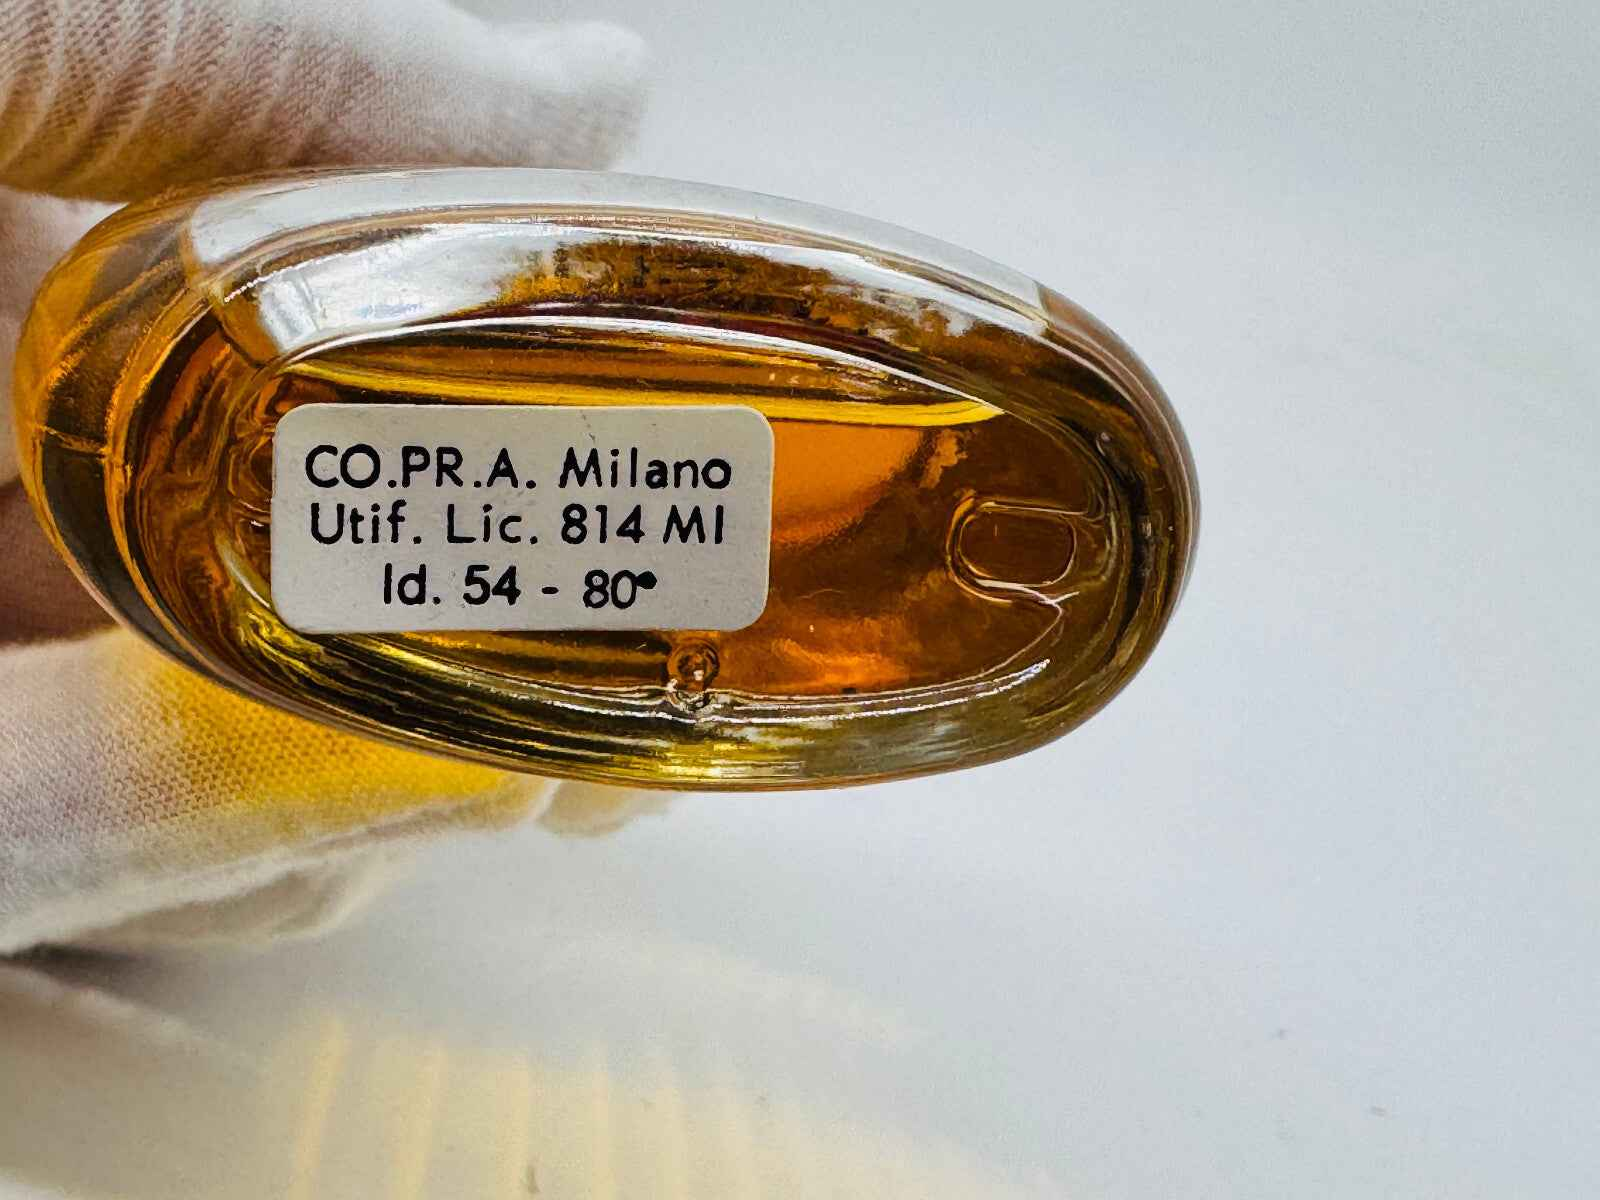 CO.PR.A. Milano
Utif. Lic. 814 MI
Id. 54 - 80°